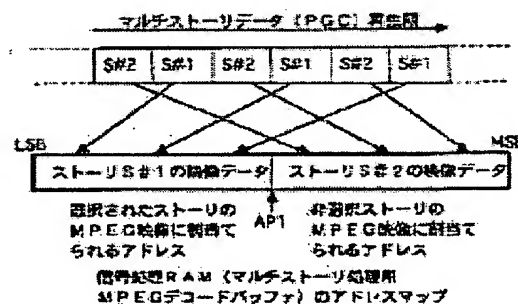 マルチストーリデータ(PGC)再生順
S#2 S#1 S#2 S#1 S#2 S#1
LSB MSB
ストーリS#1の映像データ ストーリS#2の映像データ
選択されたストーリの
MPEG映像に割当て
られるアドレス
AP1
非選択ストーリの
MPEG映像に割当て
られるアドレス
信号処理RAM(マルチストーリ処理用
MPEGデコードバッファ)のアドレスマップ